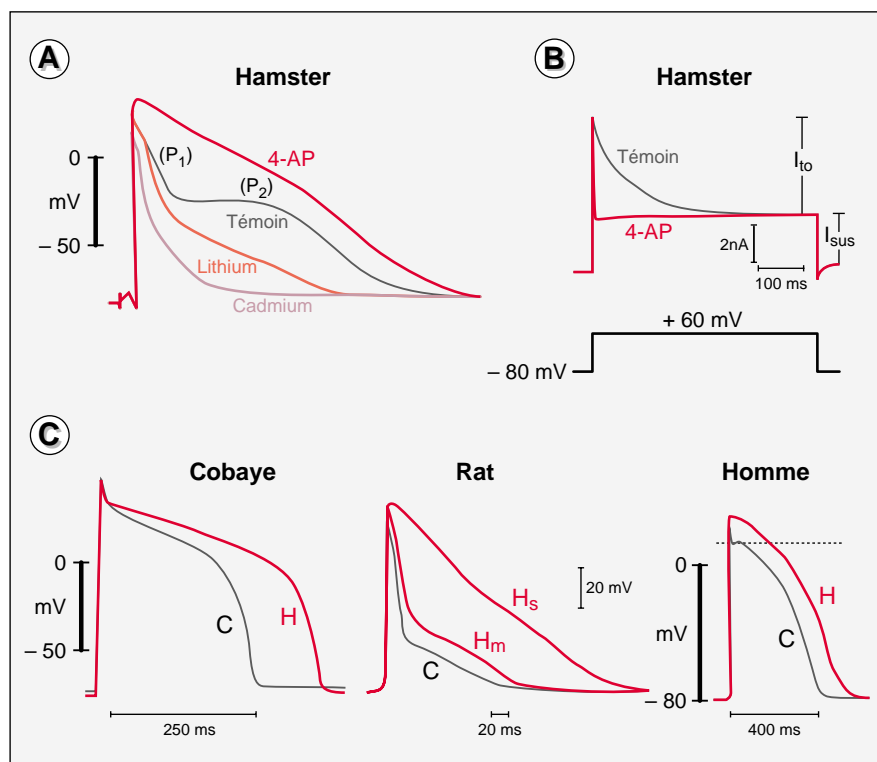 A
Hamster
0
mV
– 50
(P1)
(P2)
4-AP
Témoin
Lithium
Cadmium
B
Hamster
Témoin
4-AP
Ito
Isus
2nA
100 ms
+ 60 mV
– 80 mV
C
Cobaye
0
mV
– 50
C
H
250 ms
Rat
20 mV
Hs
Hm
C
20 ms
Homme
0
mV
– 80
H
C
400 ms